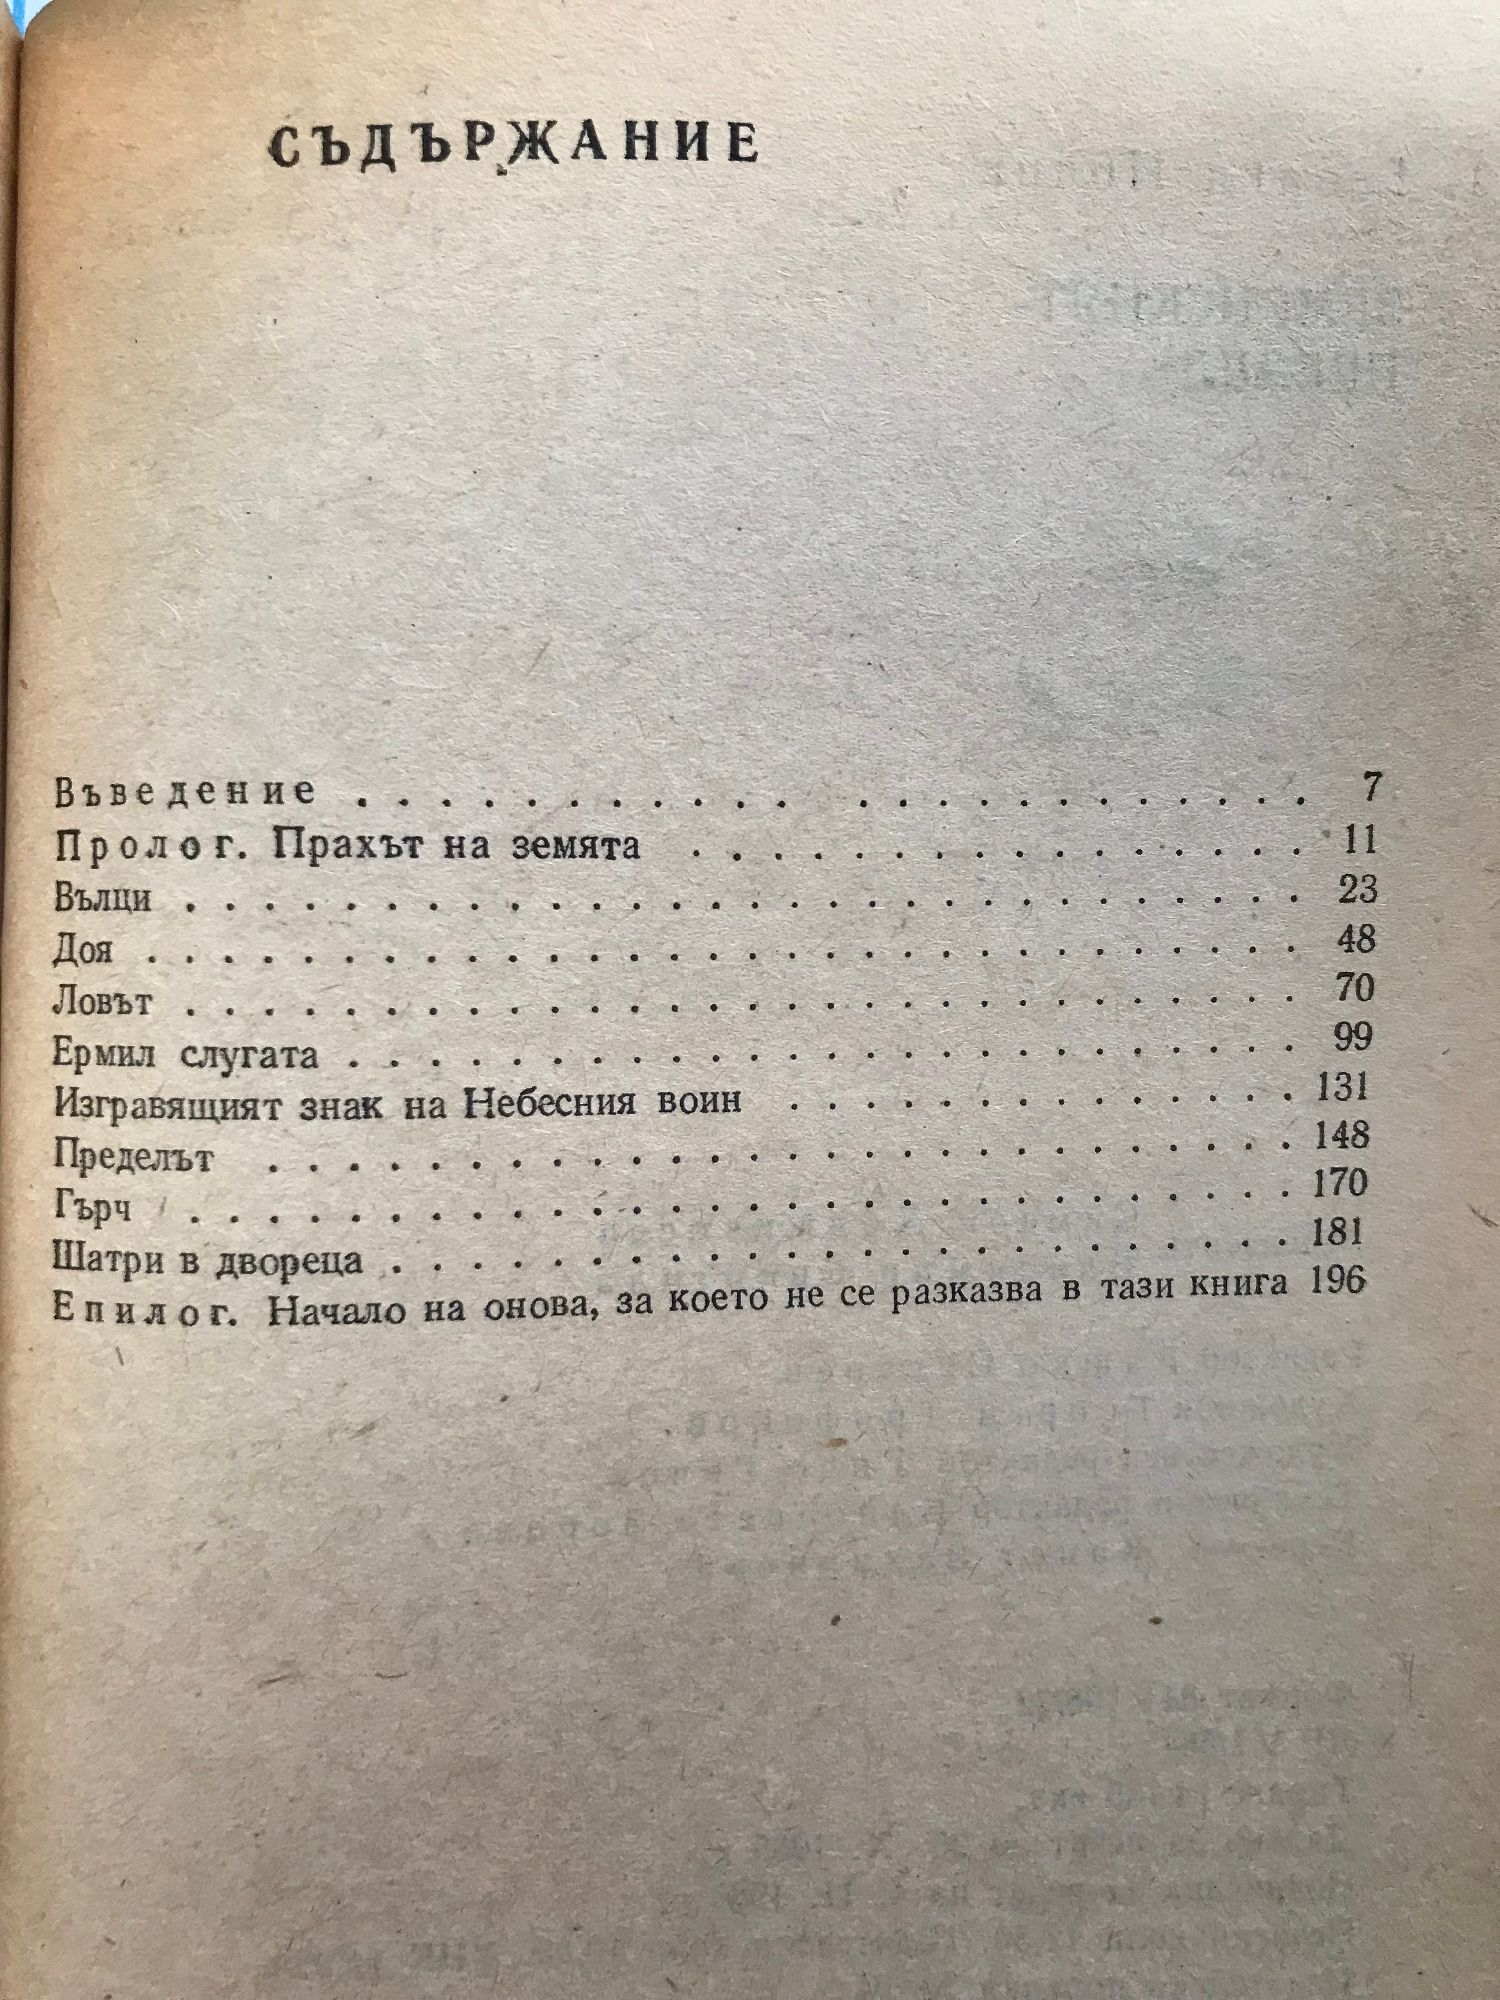 СЪДЪРЖАНИЕ
Въведение . . . . . . . . . . . . . . . . . . . . . . 7
Пролог. Прахът на земята . . . . . . . . . . . . . . . . 11
Вълци . . . . . . . . . . . . . . . . . . . . . . . . . . . . 23
Доя . . . . . . . . . . . . . . . . . . . . . . . . . . . . . 48
Ловът . . . . . . . . . . . . . . . . . . . . . . . . . . . . 70
Ермил слугата . . . . . . . . . . . . . . . . . . . . . . . . 99
Изгравящият знак на Небесния воин . . . . . . . . . . . . . 131
Пределът . . . . . . . . . . . . . . . . . . . . . . . . . . 148
Гърч . . . . . . . . . . . . . . . . . . . . . . . . . . . . 170
Шатри в двореца . . . . . . . . . . . . . . . . . . . . . . . 181
Епилог. Начало на онова, за което не се разказва в тази книга 196